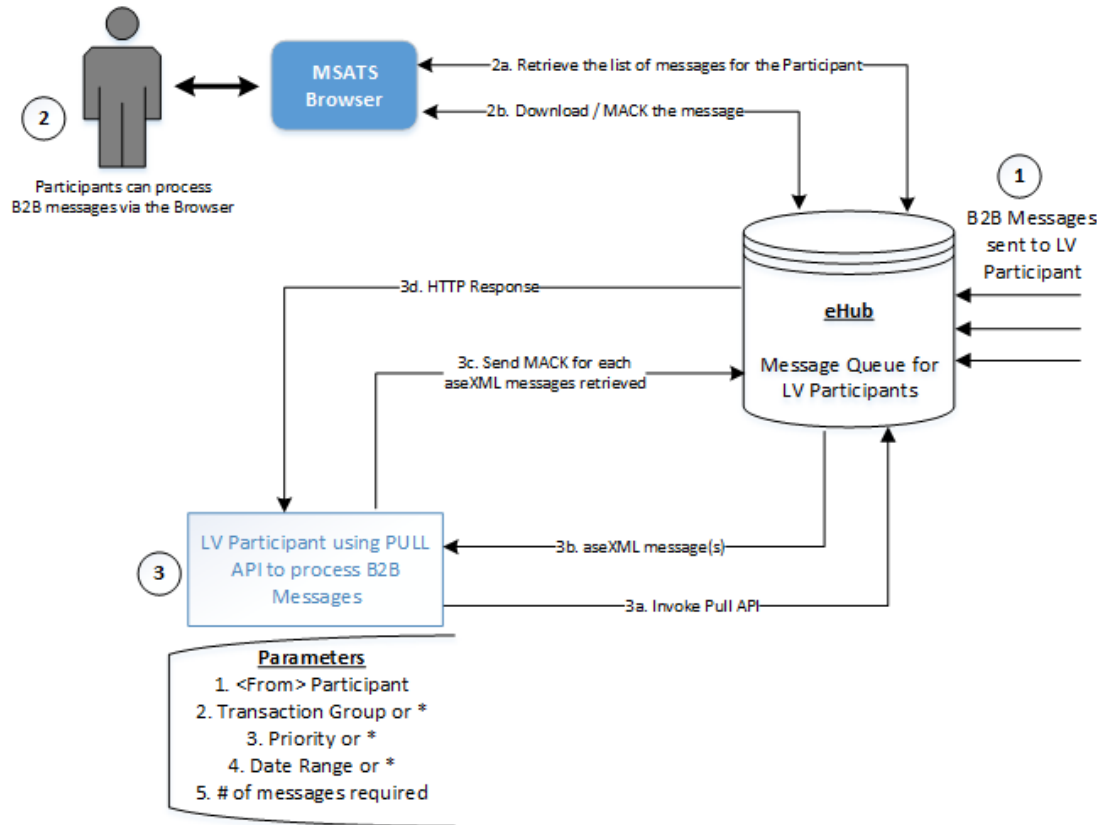 MSATS
Browser
2a. Retrieve the list of messages for the Participant
2b. Download / MACK the message
2
Participants can process
B2B messages via the Browser
1
B2B Messages
sent to LV
Participant
3d. HTTP Response
eHub
Message Queue for
LV Participants
3c. Send MACK for each
aseXML messages retrieved
3
LV Participant using PULL
API to process B2B
Messages
3b. aseXML message(s)
3a. Invoke Pull API
Parameters
1. <From> Participant
2. Transaction Group or *
3. Priority or *
4. Date Range or *
5. # of messages required